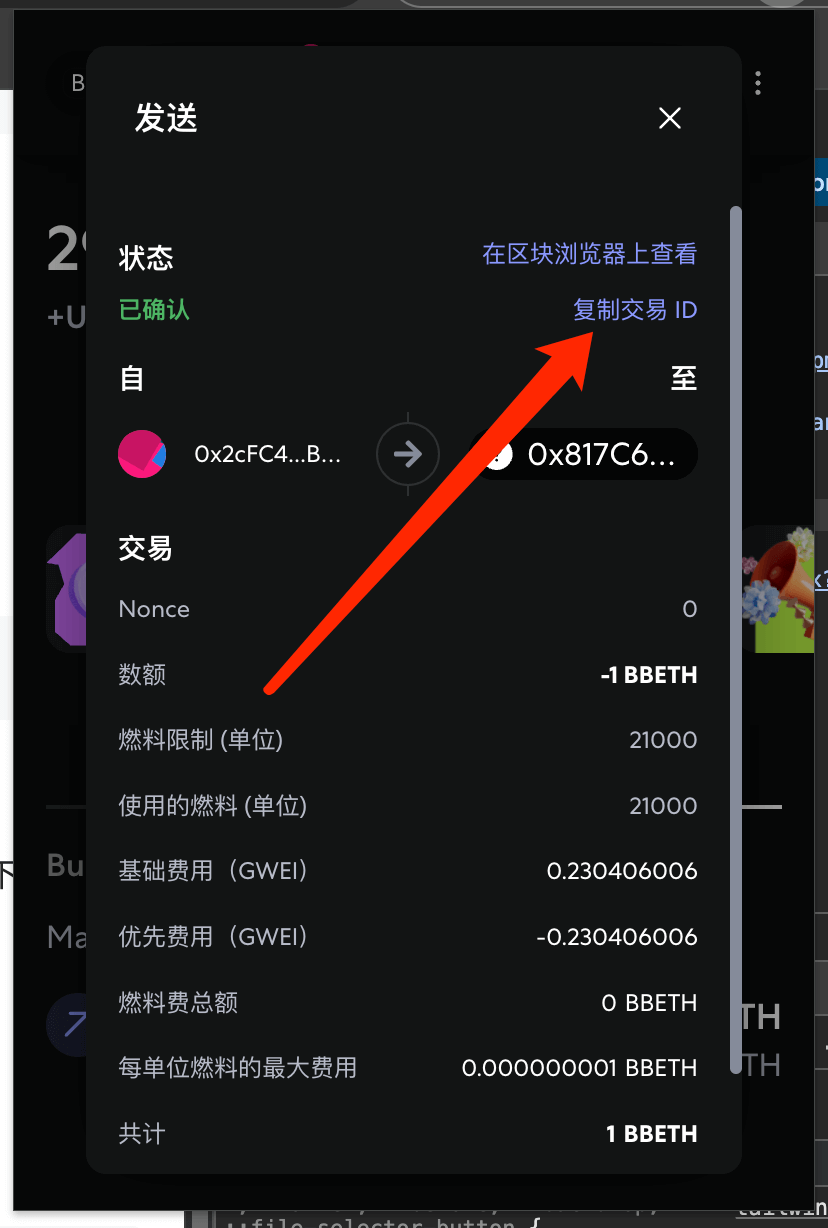 发送
状态
在区块浏览器上查看
已确认
复制交易 ID
自
至
0x2cFC4...B...
0x817C6...
交易
Nonce
0
数额
-1 BBETH
燃料限制 (单位)
21000
使用的燃料 (单位)
21000
基础费用（GWEI）
0.230406006
优先费用（GWEI）
-0.230406006
燃料费总额
0 BBETH
每单位燃料的最大费用
0.000000001 BBETH
共计
1 BBETH